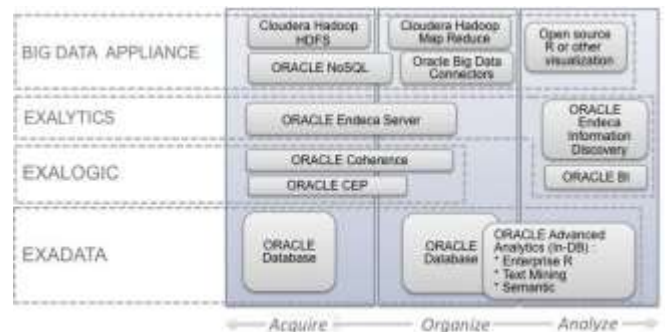 BIG DATA APPLIANCE
Cloudera Hadoop
HDFS
ORACLE NoSQL
Cloudera Hadoop
Map Reduce
Oracle Big Data
Connectors
Open source
R or other
visualization
EXALYTICS
ORACLE Endeca Server
ORACLE
Endeca
Information
Discovery
ORACLE BI
EXALOGIC
ORACLE Coherence
ORACLE CEP
EXADATA
ORACLE
Database
ORACLE
Database
ORACLE Advanced
Analytics (In-DB)
* Enterprise R
* Text Mining
* Semantic
Acquire
Organize
Analyze